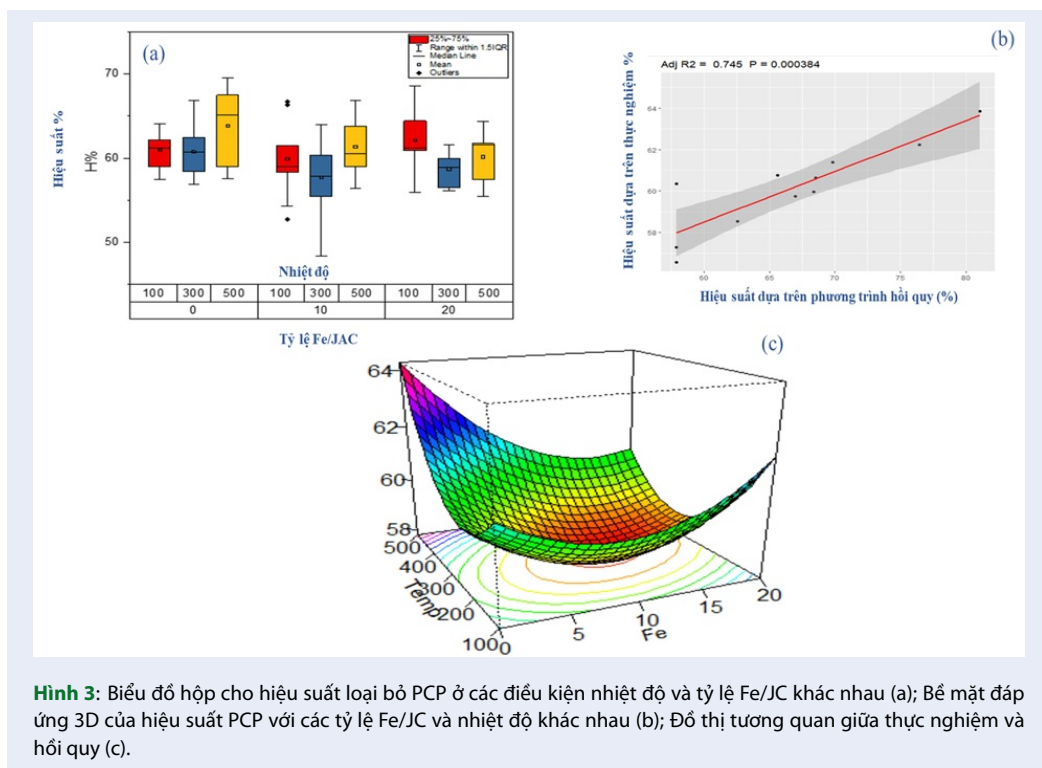 (a)
25%~75%
Range within 1.5IQR
Median Line
Mean
Outliers
Hiệu suất %
H%
70
60
50
Nhiệt độ
100 300 500 100 300 500 100 300 500
0 10 20
Tỷ lệ Fe/JAC
(b)
Adj R2 = 0.745 P = 0.000384
Hiệu suất dựa trên thực nghiệm %
64
62
60
58
60 65 70 75 80
Hiệu suất dựa trên phương trình hồi quy (%)
(c)
64
62
60
58
500
400
300
200
100
Temp
0
5
10
15
20
Fe
Hình 3: Biểu đồ hộp cho hiệu suất loại bỏ PCP ở các điều kiện nhiệt độ và tỷ lệ Fe/JC khác nhau (a); Bề mặt đáp
ứng 3D của hiệu suất PCP với các tỷ lệ Fe/JC và nhiệt độ khác nhau (b); Đồ thị tương quan giữa thực nghiệm và
hồi quy (c).